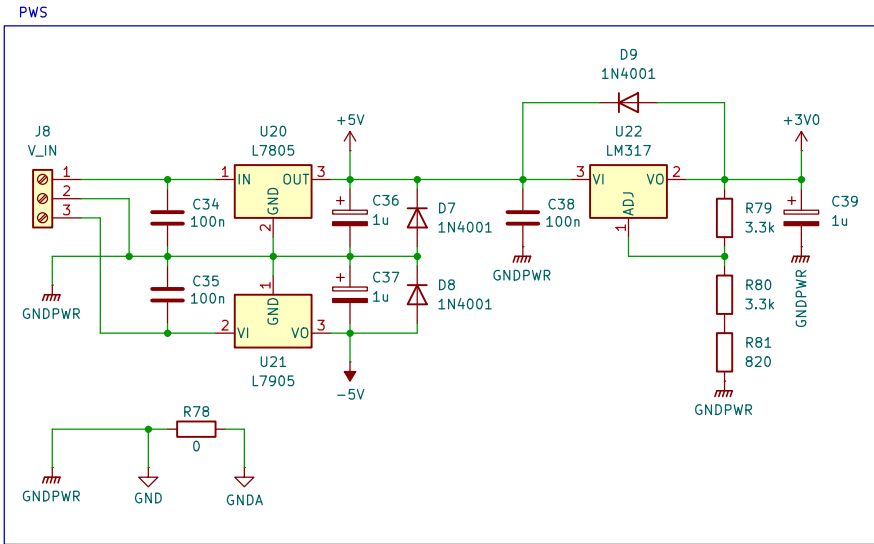 PWS
D9
1N4001
J8
V_IN
1
2
3
U20
L7805
1
IN
OUT
3
GND
2
+5V
U22
LM317
3
VI
VO
2
ADJ
1
+3V0
C34
100n
+
C36
1u
D7
1N4001
C38
100n
GNDPWR
R79
3.3k
+
C39
1u
GNDPWR
GNDPWR
C35
100n
1
GND
2
VI
VO
3
U21
L7905
+
C37
1u
D8
1N4001
-5V
R80
3.3k
R81
820
GNDPWR
R78
0
GNDPWR
GND
GNDA